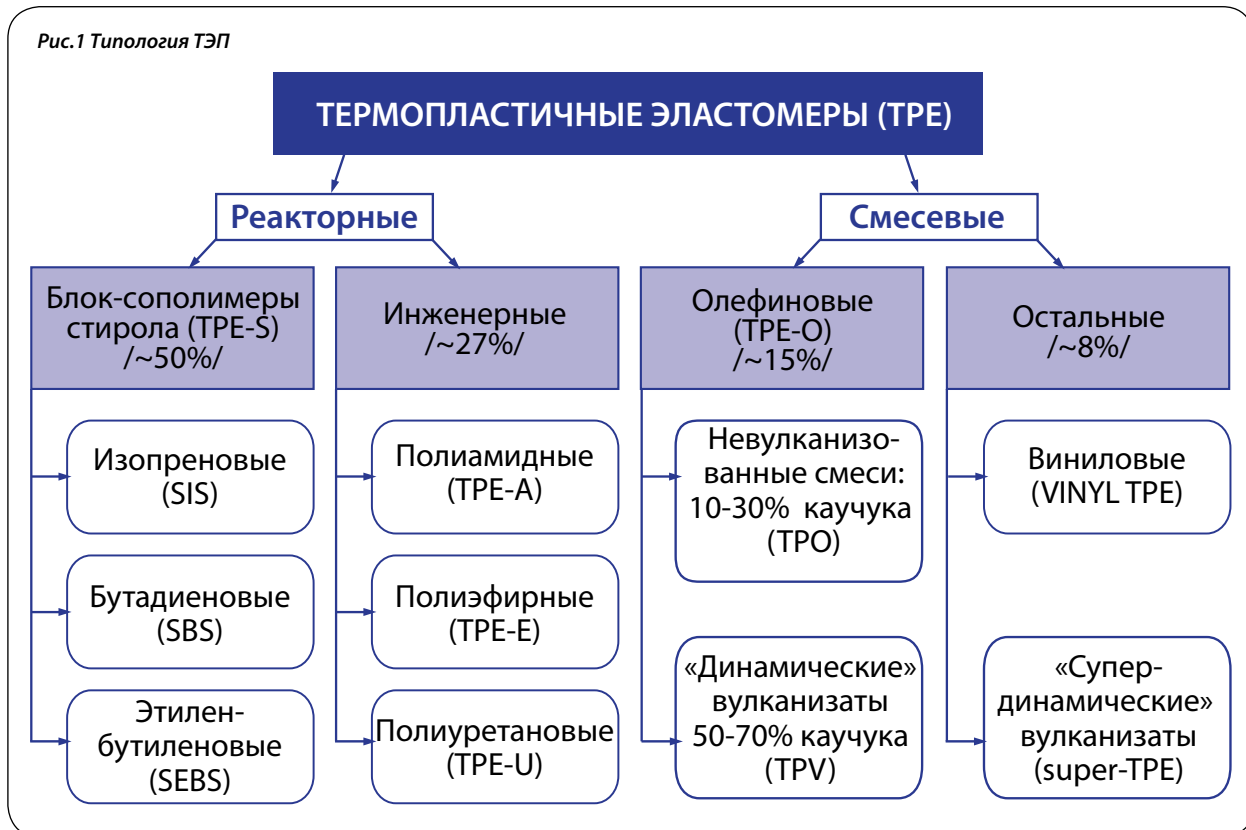 Рис.1 Типология ТЭП
ТЕРМОПЛАСТИЧНЫЕ ЭЛАСТОМЕРЫ (TPE)
Реакторные
Смесевые
Блок-сополимеры
стирола (TPE-S)
/~50%/
Инженерные
/~27%/
Олефиновые
(TPE-O)
/~15%/
Остальные
/~8%/
Изопреновые
(SIS)
Полиамидные
(TPE-A)
Невулканизо-
ванные смеси:
10-30% каучука
(TPO)
Виниловые
(VINYL TPE)
Бутадиеновые
(SBS)
Полиэфирные
(TPE-E)
«Динамические»
вулканизаты
50-70% каучука
(TPV)
«Супер-
динамические»
вулканизаты
(super-TPE)
Этилен-
бутиленовые
(SEBS)
Полиуретановые
(TPE-U)